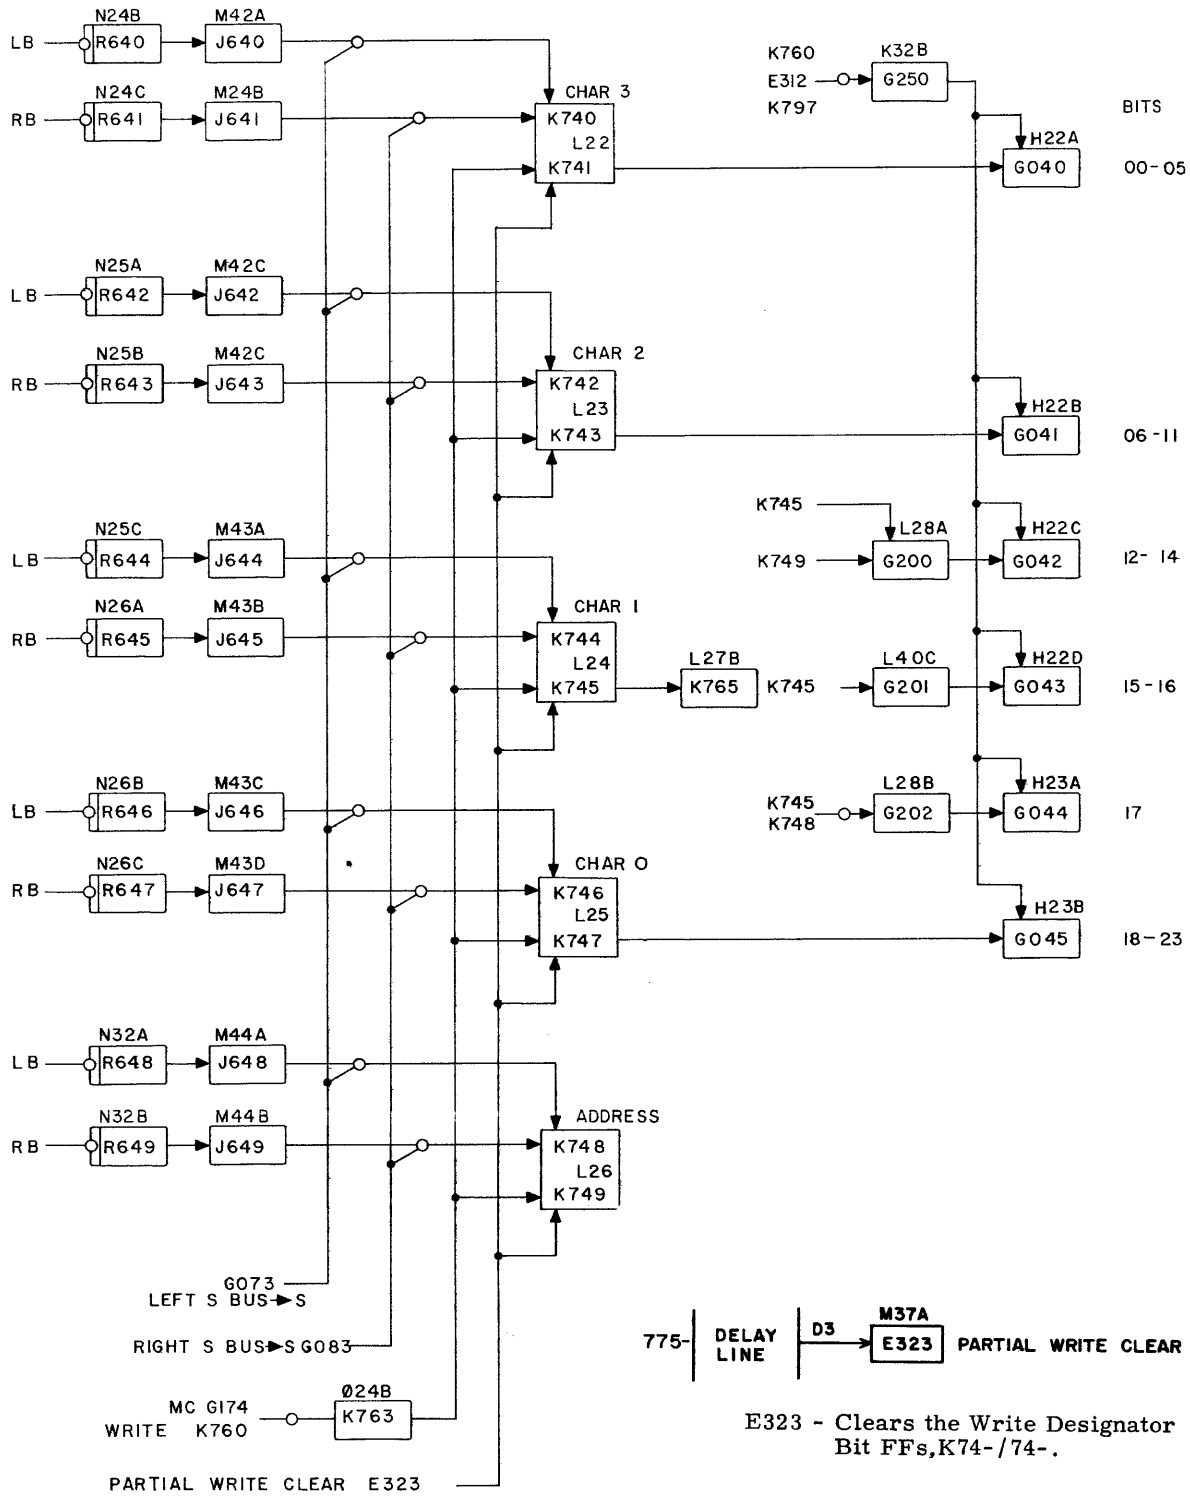 N24B M42A
LB R640 J640
K760 K32B
E312 G250
K797
N24C M24B CHAR 3
BITS
RB R641 J641 K740
L22
H22A
K741 G040 00-05
N25A M42C
LB R642 J642
N25B M42C CHAR 2
RB R643 J643 K742
L23
H22B
K743 G041 06-11
K745
N25C M43A L28A H22C
LB R644 J644 K749 G200 G042 12-14
N26A M43B CHAR 1
RB R645 J645 K744
L24 L27B L40C H22D
K745 K765 K745 G201 G043 15-16
N26B M43C L28B H23A
LB R646 J646 K745 G202 G044 17
K748
N26C M43D CHAR 0
RB R647 J647 K746
L25 H23B
K747 G045 18-23
N32A M44A
LB R648 J648
N32B M44B ADDRESS
RB R649 J649 K748
L26
K749
G073
LEFT S BUS S
RIGHT S BUS S G083
775- DELAY LINE D3 M37A
E323 PARTIAL WRITE CLEAR
Ø24B
MC G174 K763
WRITE K760
E323 - Clears the Write Designator
Bit FFs,K74-/74-.
PARTIAL WRITE CLEAR E323